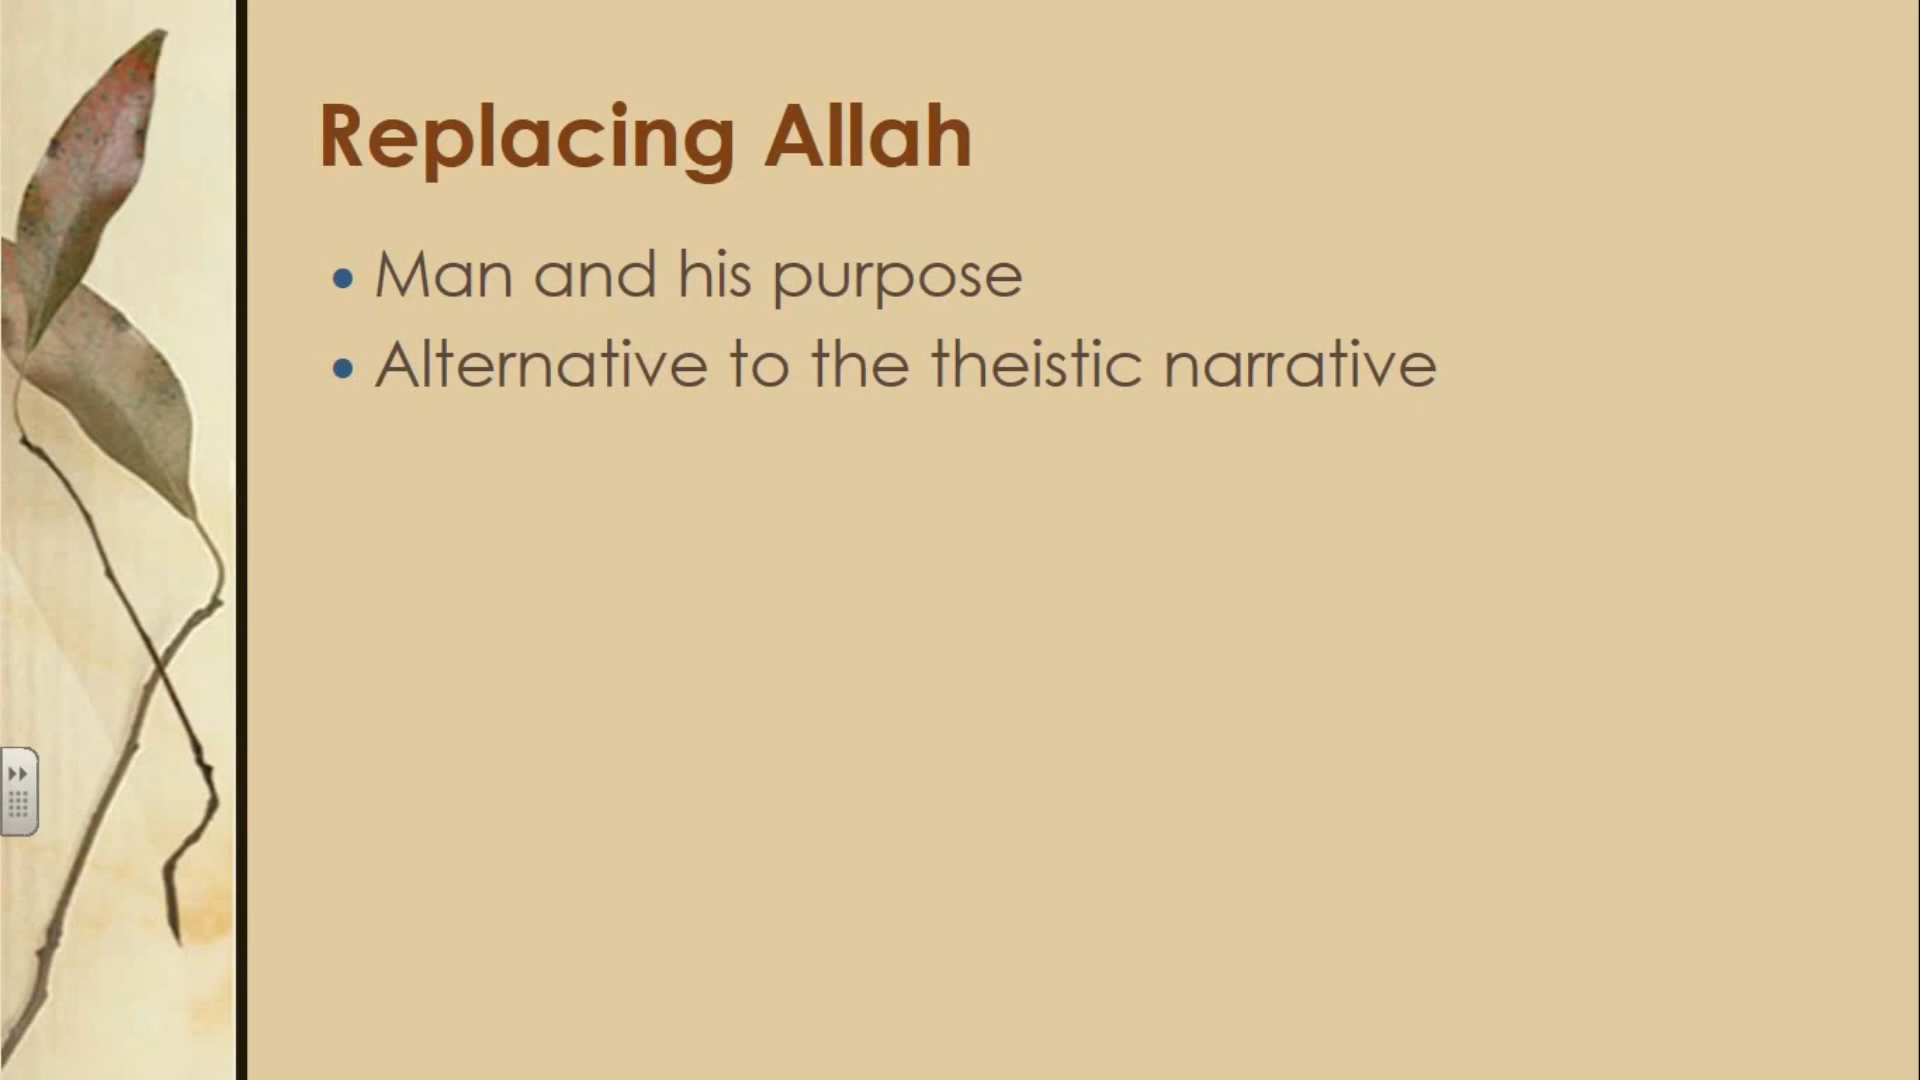 Replacing Allah
• Man and his purpose
• Alternative to the theistic narrative